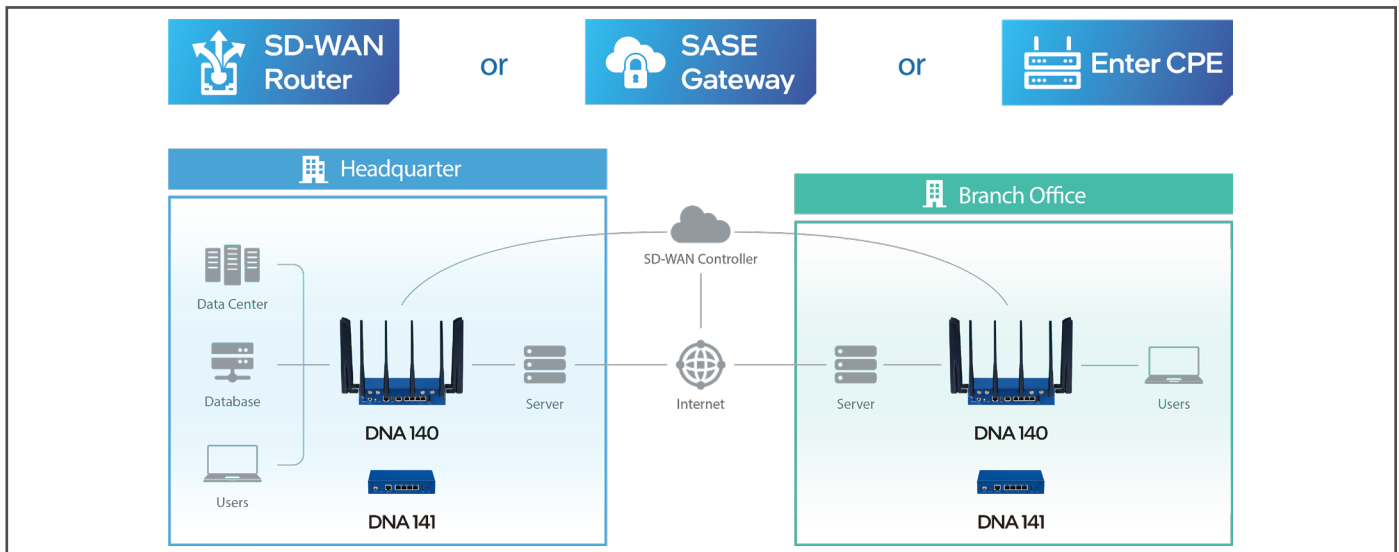 SD-WAN
Router
or
SASE
Gateway
or
Enter CPE
Headquarter
Branch Office
SD-WAN Controller
Data Center
Database
Server
Internet
Server
Users
DNA 140
DNA 140
Users
DNA 141
DNA 141